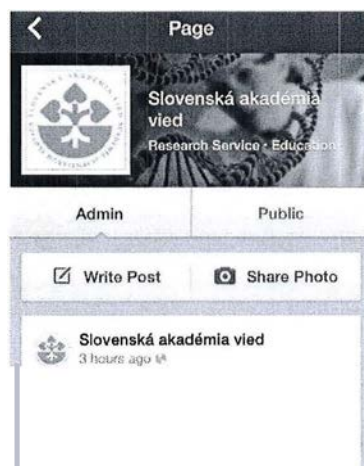 Page
Slovenská akadémia
vied
Research Service • Education
Admin
Public
Write Post
Share Photo
Slovenská akadémia vied
3 hours ago